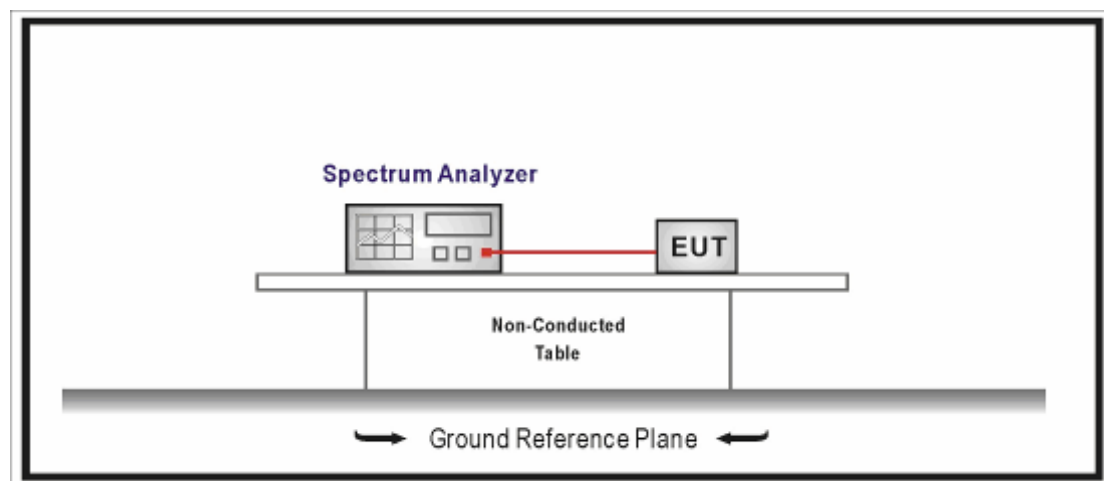 Spectrum Analyzer
EUT
Non-Conducted
Table
Ground Reference Plane